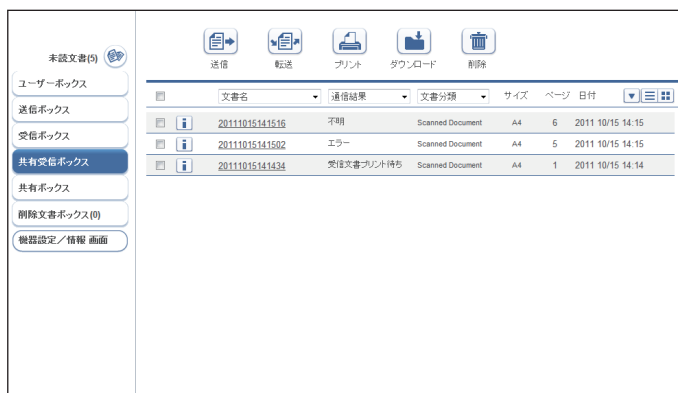 未読文書(5)
送信 転送 プリント ダウンロード 削除
ユーザーボックス
送信ボックス
受信ボックス
共有受信ボックス
共有ボックス
削除文書ボックス(0)
機器設定/情報 画面
文書名 通信結果 文書分類 サイズ ページ 日付
20111015141516 不明 Scanned Document A4 6 2011 10/15 14:15
20111015141502 エラー Scanned Document A4 5 2011 10/15 14:15
20111015141434 受信文書プリント待ち Scanned Document A4 1 2011 10/15 14:14